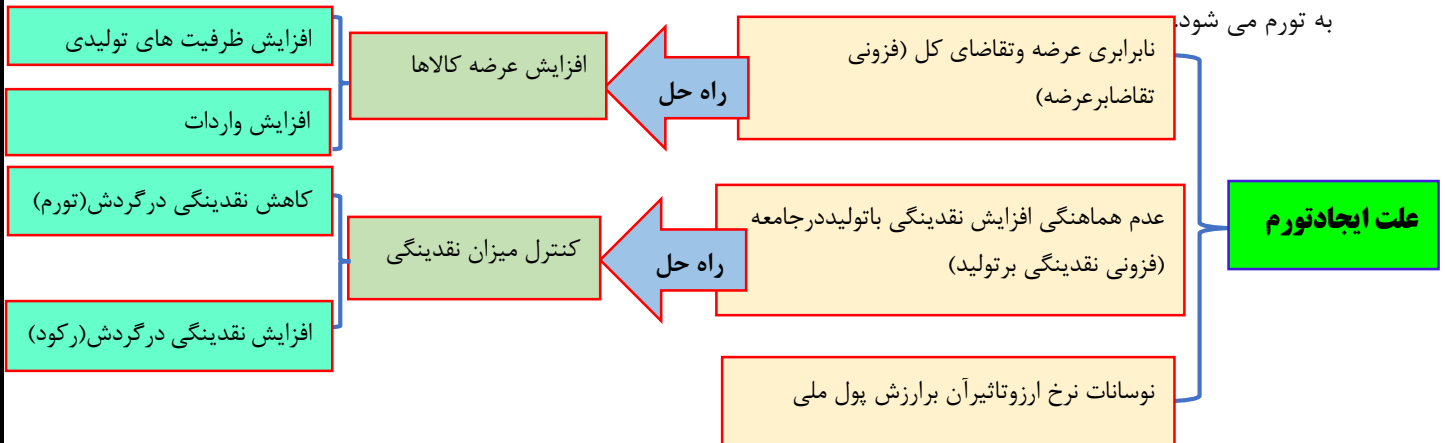 به تورم می شود.
علت ایجادتورم
نابرابری عرضه وتقاضای کل (فزونی
تقاضابرعرضه)
راه حل
افزایش عرضه کالاها
افزایش ظرفیت های تولیدی
افزایش واردات
عدم هماهنگی افزایش نقدینگی باتولیددرجامعه
(فزونی نقدینگی برتولید)
راه حل
کنترل میزان نقدینگی
کاهش نقدینگی درگردش(تورم)
افزایش نقدینگی درگردش(رکود)
نوسانات نرخ ارزوتاثیرآن برارزش پول ملی